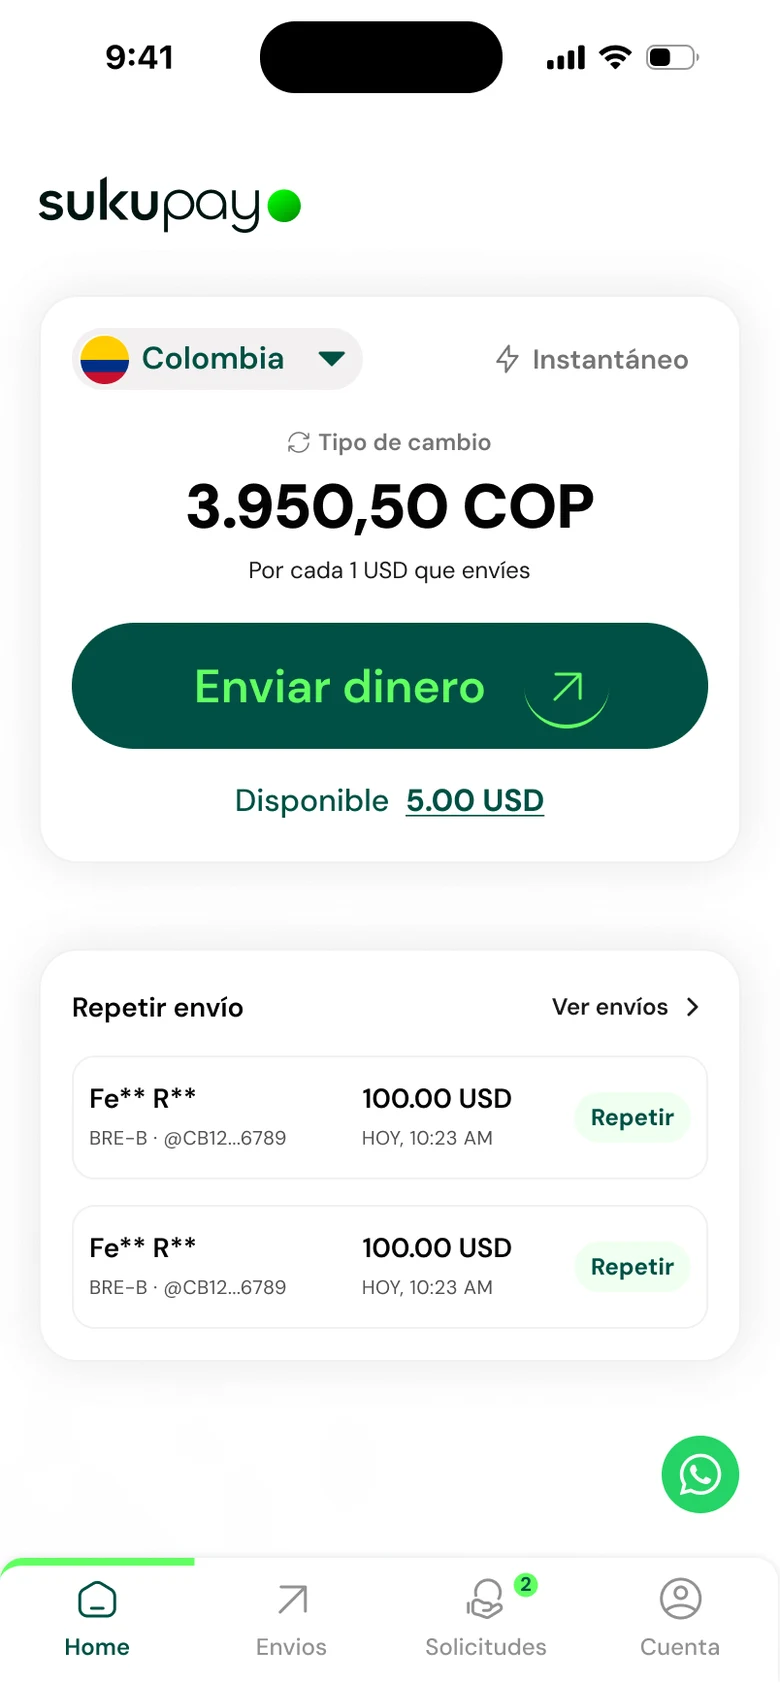 9:41
sukupay
Colombia
Instantáneo
Tipo de cambio
3.950,50 COP
Por cada 1 USD que envíes
Enviar dinero
Disponible 5.00 USD
Repetir envío
Ver envíos
Fe** R**
100.00 USD
BRE-B · @CB12...6789
HOY, 10:23 AM
Repetir
Fe** R**
100.00 USD
BRE-B · @CB12...6789
HOY, 10:23 AM
Repetir
2
Home
Envios
Solicitudes
Cuenta